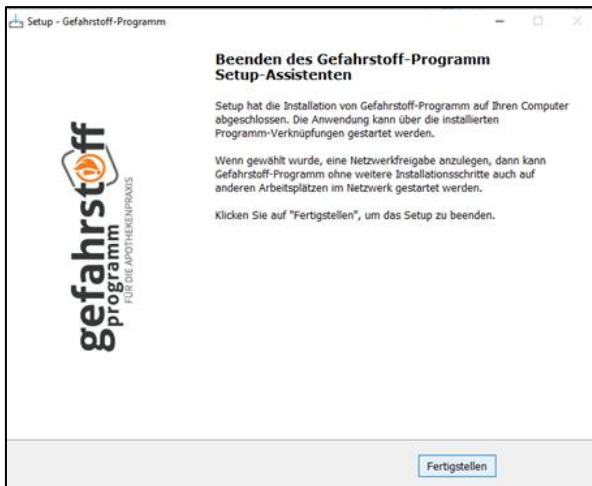 Setup - Gefahrstoff-Programm
Beenden des Gefahrstoff-Programm
Setup-Assistenten
Setup hat die Installation von Gefahrstoff-Programm auf Ihren Computer
abgeschlossen. Die Anwendung kann über die installierten
Programm-Verknüpfungen gestartet werden.
Wenn gewählt wurde, eine Netzwerkfreigabe anzulegen, dann kann
Gefahrstoff-Programm ohne weitere Installationsschritte auch auf
anderen Arbeitsplätzen im Netzwerk gestartet werden.
Klicken Sie auf "Fertigstellen", um das Setup zu beenden.
gefahrstoff
programm
FÜR DIE APOTHEKENPRAXIS
Fertigstellen